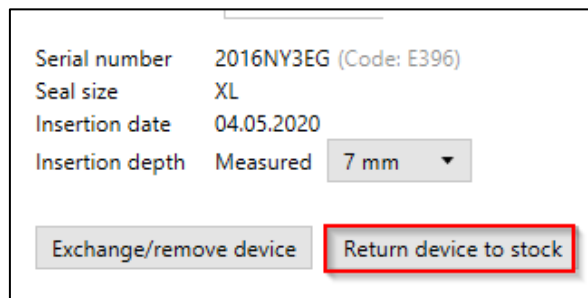 Serial number 2016NY3EG (Code: E396)
Seal size XL
Insertion date 04.05.2020
Insertion depth Measured 7 mm
Exchange/remove device Return device to stock